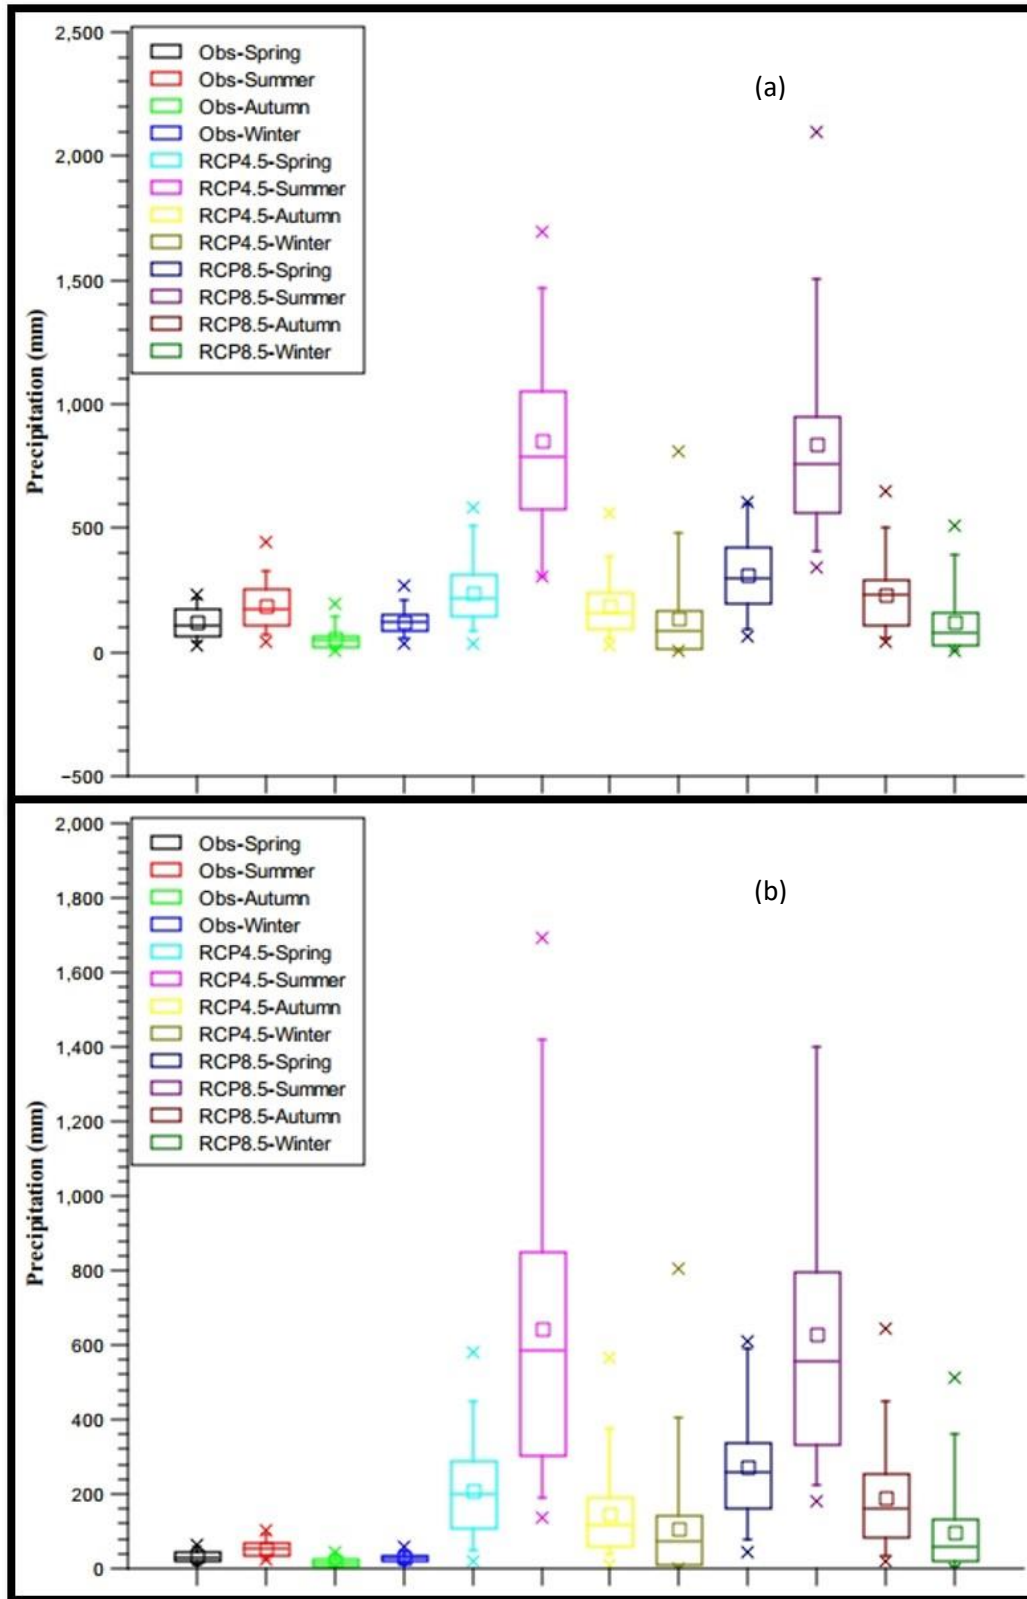 2,500
2,000
1,500
1,000
500
0
−500
Precipitation (mm)
Obs-Spring
Obs-Summer
Obs-Autumn
Obs-Winter
RCP4.5-Spring
RCP4.5-Summer
RCP4.5-Autumn
RCP4.5-Winter
RCP8.5-Spring
RCP8.5-Summer
RCP8.5-Autumn
RCP8.5-Winter
(a)
2,000
1,800
1,600
1,400
1,200
1,000
800
600
400
200
0
Precipitation (mm)
Obs-Spring
Obs-Summer
Obs-Autumn
Obs-Winter
RCP4.5-Spring
RCP4.5-Summer
RCP4.5-Autumn
RCP4.5-Winter
RCP8.5-Spring
RCP8.5-Summer
RCP8.5-Autumn
RCP8.5-Winter
(b)